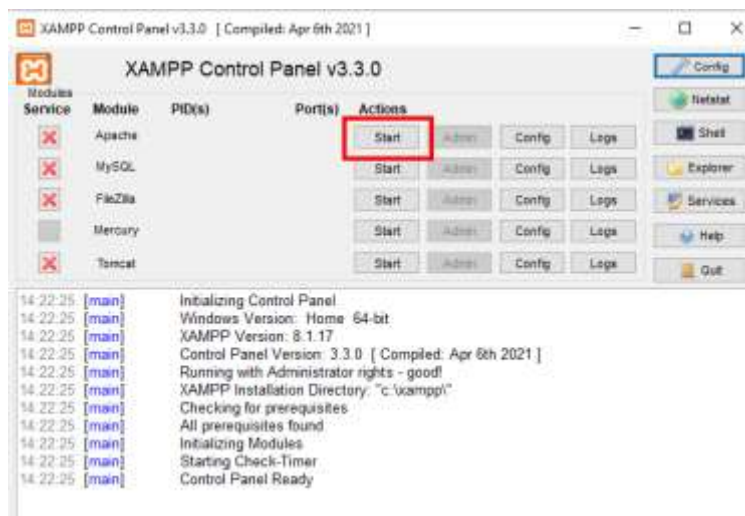 XAMPP Control Panel v3.3.0 [ Compiled: Apr 6th 2021 ]
XAMPP Control Panel v3.3.0
Config
Modules
Service Module PID(s) Port(s) Actions
Netstat
Apache Start Admin Config Logs
Shell
MySQL Start Admin Config Logs
Explorer
FileZilla Start Admin Config Logs
Services
Mercury Start Admin Config Logs
Help
Tomcat Start Admin Config Logs
Quit
14:22:25 [main] Initializing Control Panel
14:22:25 [main] Windows Version: Home 64-bit
14:22:25 [main] XAMPP Version: 8.1.17
14:22:25 [main] Control Panel Version: 3.3.0 [ Compiled: Apr 6th 2021 ]
14:22:25 [main] Running with Administrator rights - good!
14:22:25 [main] XAMPP Installation Directory: "c:\xampp\"
14:22:25 [main] Checking for prerequisites
14:22:25 [main] All prerequisites found
14:22:25 [main] Initializing Modules
14:22:25 [main] Starting Check-Timer
14:22:25 [main] Control Panel Ready